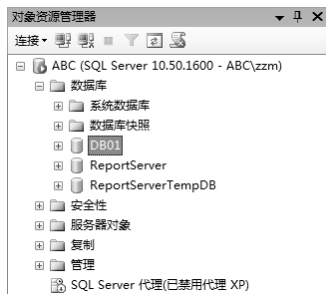 对象资源管理器
连接
ABC (SQL Server 10.50.1600 - ABC\zzm)
数据库
系统数据库
数据库快照
DB01
ReportServer
ReportServerTempDB
安全性
服务器对象
复制
管理
SQL Server 代理(已禁用代理 XP)